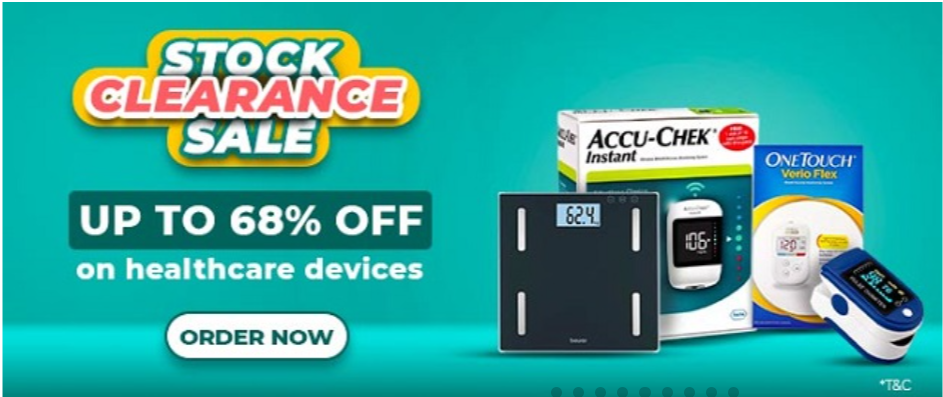 STOCK
CLEARANCE
SALE
UP TO 68% OFF
on healthcare devices
ORDER NOW
ACCU-CHEK
Instant
FREE
ONETOUCH®
Verio Flex
62.4
106
120
*T&C